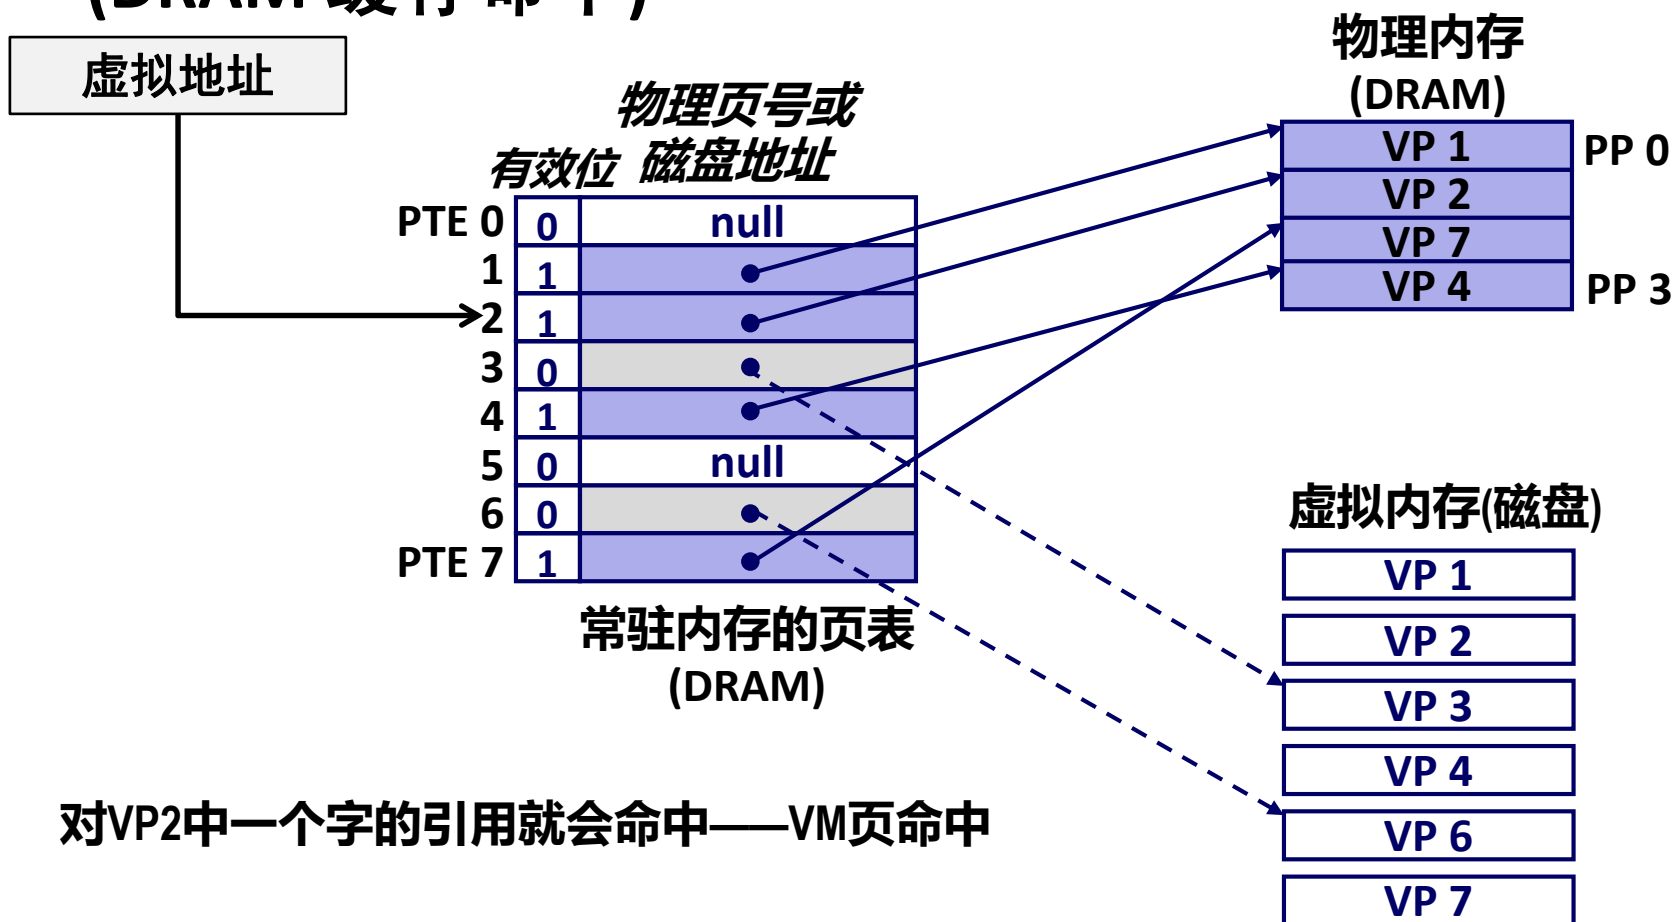 (DRAM 缓存 命 中)
虚拟地址
物理页号或
磁盘地址
有效位
PTE 0 0 null
1 1
2 1
3 0
4 1
5 0 null
6 0
PTE 7 1
常驻内存的页表
(DRAM)
物理内存
(DRAM)
VP 1 PP 0
VP 2
VP 7
VP 4 PP 3
虚拟内存(磁盘)
VP 1
VP 2
VP 3
VP 4
VP 6
VP 7
对VP2中一个字的引用就会命中——VM页命中